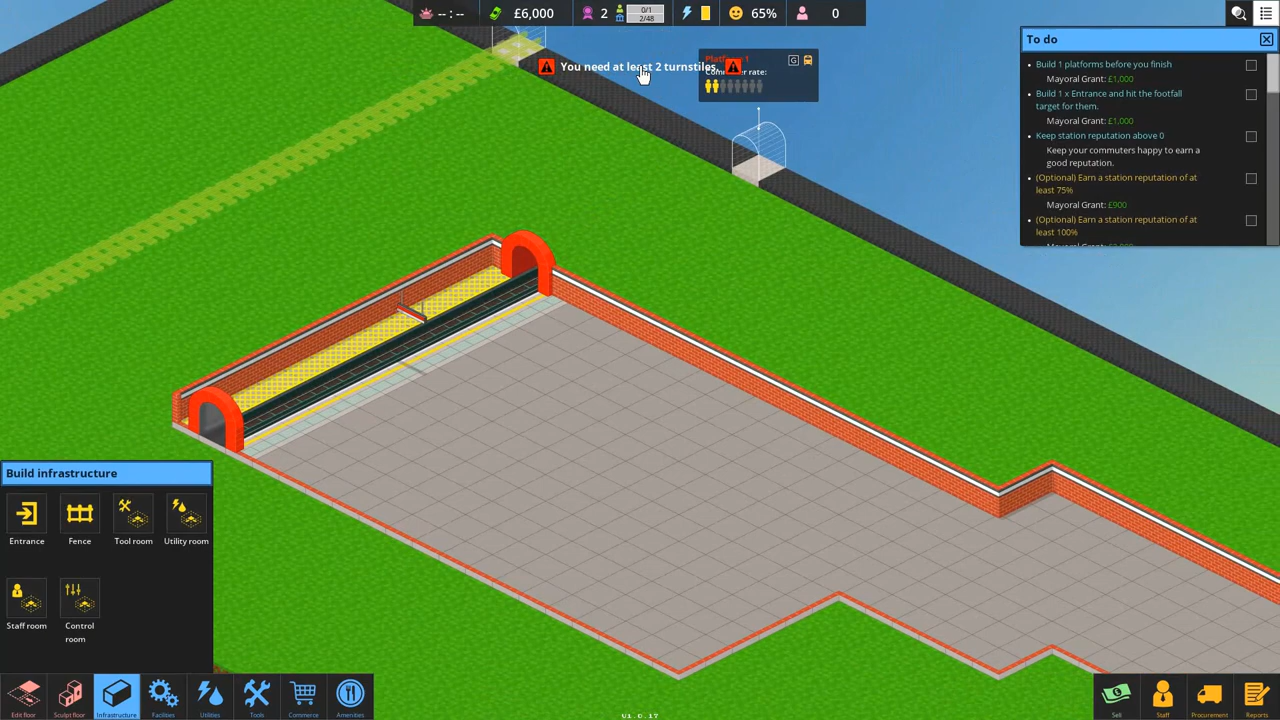 -- : --
£6,000
2
0/1
2/48
65%
0
You need at least 2 turnstiles.
G
Commuter rate:
To do
Build 1 platforms before you finish
Mayoral Grant: £1,000
Build 1 x Entrance and hit the footfall
target for them.
Mayoral Grant: £1,000
Keep station reputation above 0
Keep your commuters happy to earn a
good reputation.
(Optional) Earn a station reputation of at
least 75%
Mayoral Grant: £900
(Optional) Earn a station reputation of at
least 100%
Build infrastructure
Entrance
Fence
Tool room
Utility room
Staff room
Control
room
Edit floor
Sculpt floor
Infrastructure
Facilities
Utilities
Tools
Commerce
Amenities
V1.0.17
Sell
Staff
Procurement
Reports